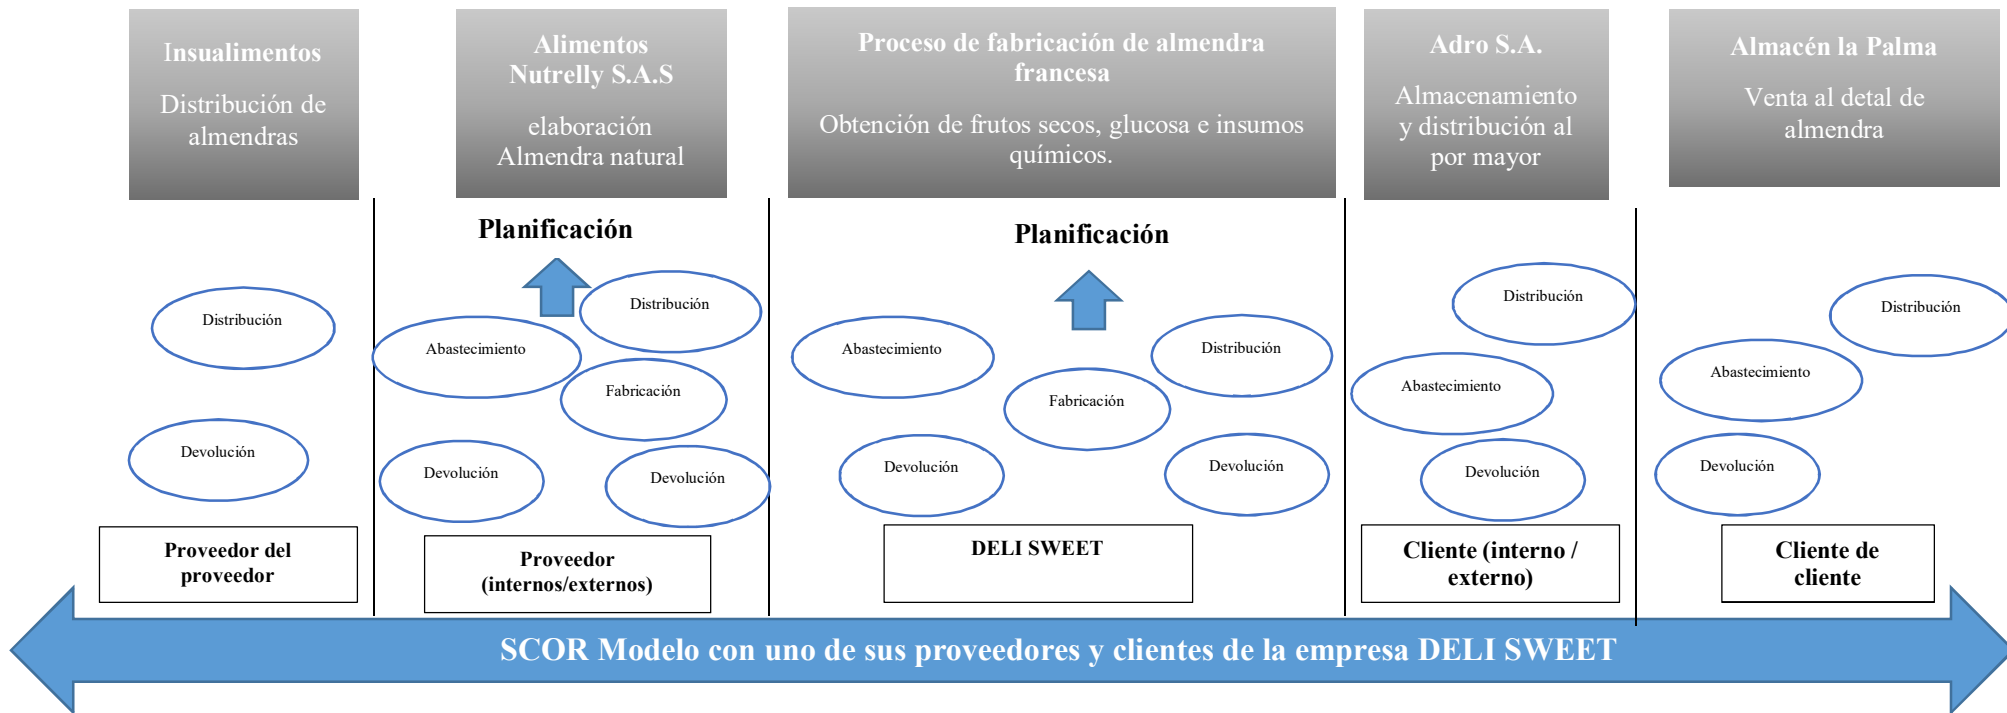 Insualimentos
Distribución de
almendras
Alimentos
Nutrelly S.A.S
elaboración
Almendra natural
Proceso de fabricación de almendra
francesa
Obtención de frutos secos, glucosa e insumos
químicos.
Adro S.A.
Almacenamiento
y distribución al
por mayor
Almacén la Palma
Venta al detal de
almendra
Planificación
Planificación
Distribución
Devolución
Distribución
Abastecimiento
Fabricación
Devolución
Devolución
Abastecimiento
Distribución
Fabricación
Devolución
Devolución
Distribución
Abastecimiento
Devolución
Distribución
Abastecimiento
Devolución
Proveedor del
proveedor
Proveedor
(internos/externos)
DELI SWEET
Cliente (interno /
externo)
Cliente de
cliente
SCOR Modelo con uno de sus proveedores y clientes de la empresa DELI SWEET